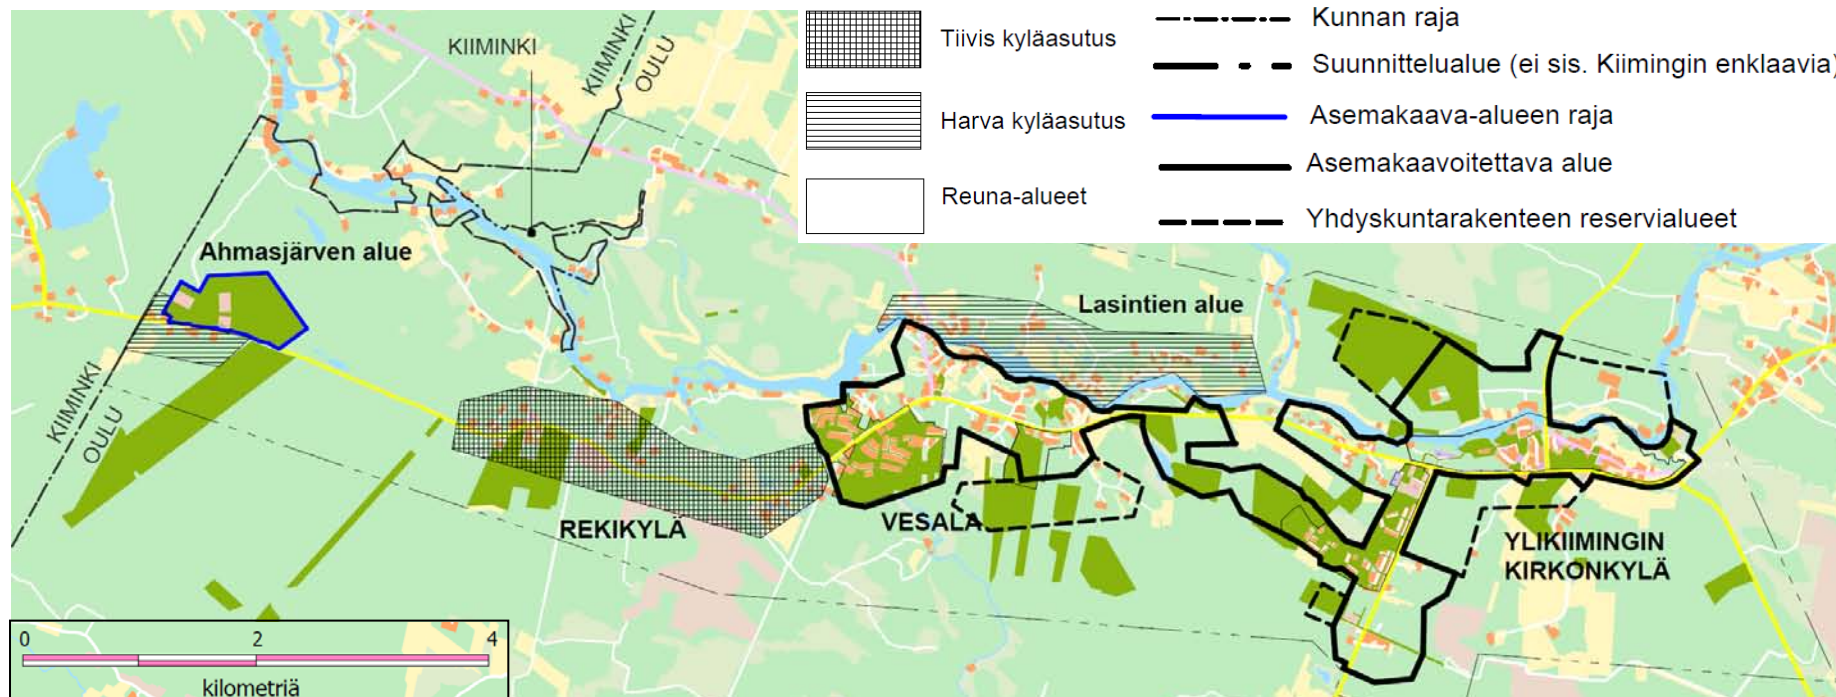 Tiivis kyläasutus
Harva kyläasutus
Reuna-alueet
Kunnan raja
Suunnittelualue (ei sis. Kiimingin enklaavia)
Asemakaava-alueen raja
Asemakaavoitettava alue
Yhdyskuntarakenteen reservialueet
KIIMINKI
KIIMINKI
OULU
Ahmasjärven alue
Lasintien alue
KIIMINKI
OULU
REKIKYLÄ
VESALA
YLIKIIMINGIN
KIRKONKYLÄ
0 2 4
kilometriä